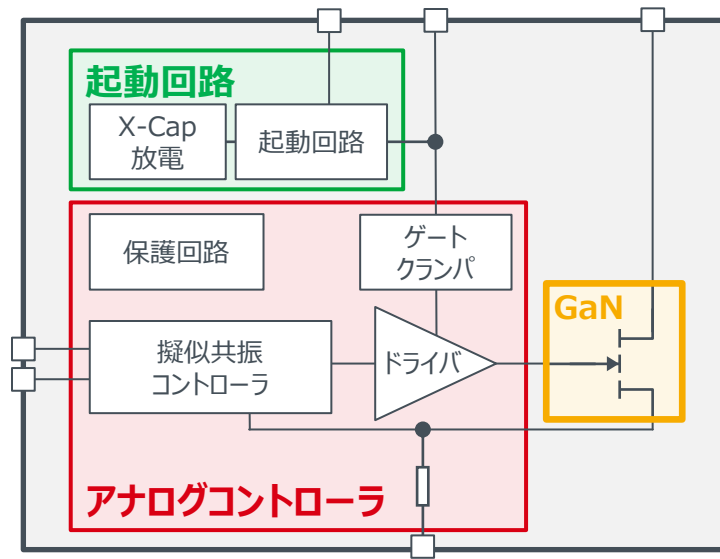 起動回路
X-Cap
放電
起動回路
保護回路
ゲート
クランパ
GaN
擬似共振
コントローラ
ドライバ
アナログコントローラ